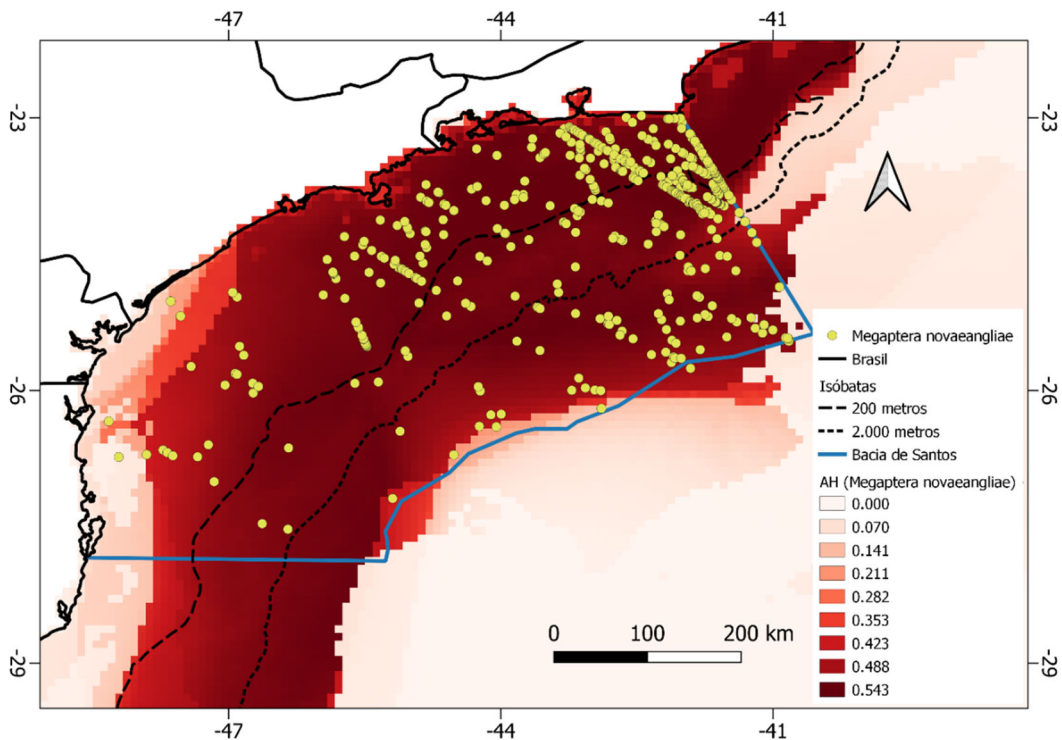 -47
-44
-41
-23
-23
-26
-26
-29
-29
Megaptera novaeangliae
Brasil
Isóbatas
200 metros
2.000 metros
Bacia de Santos
AH (Megaptera novaeangliae)
0.000
0.070
0.141
0.211
0.282
0.353
0.423
0.488
0.543
0 100 200 km
-47
-44
-41